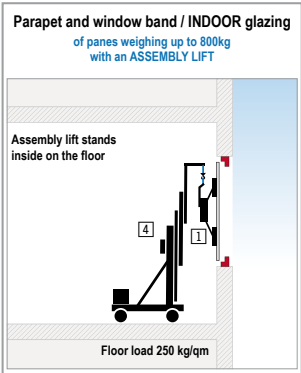 Parapet and window band / INDOOR glazing
of panes weighing up to 800kg
with an ASSEMBLY LIFT
Assembly lift stands
inside on the floor
4
1
Floor load 250 kg/qm